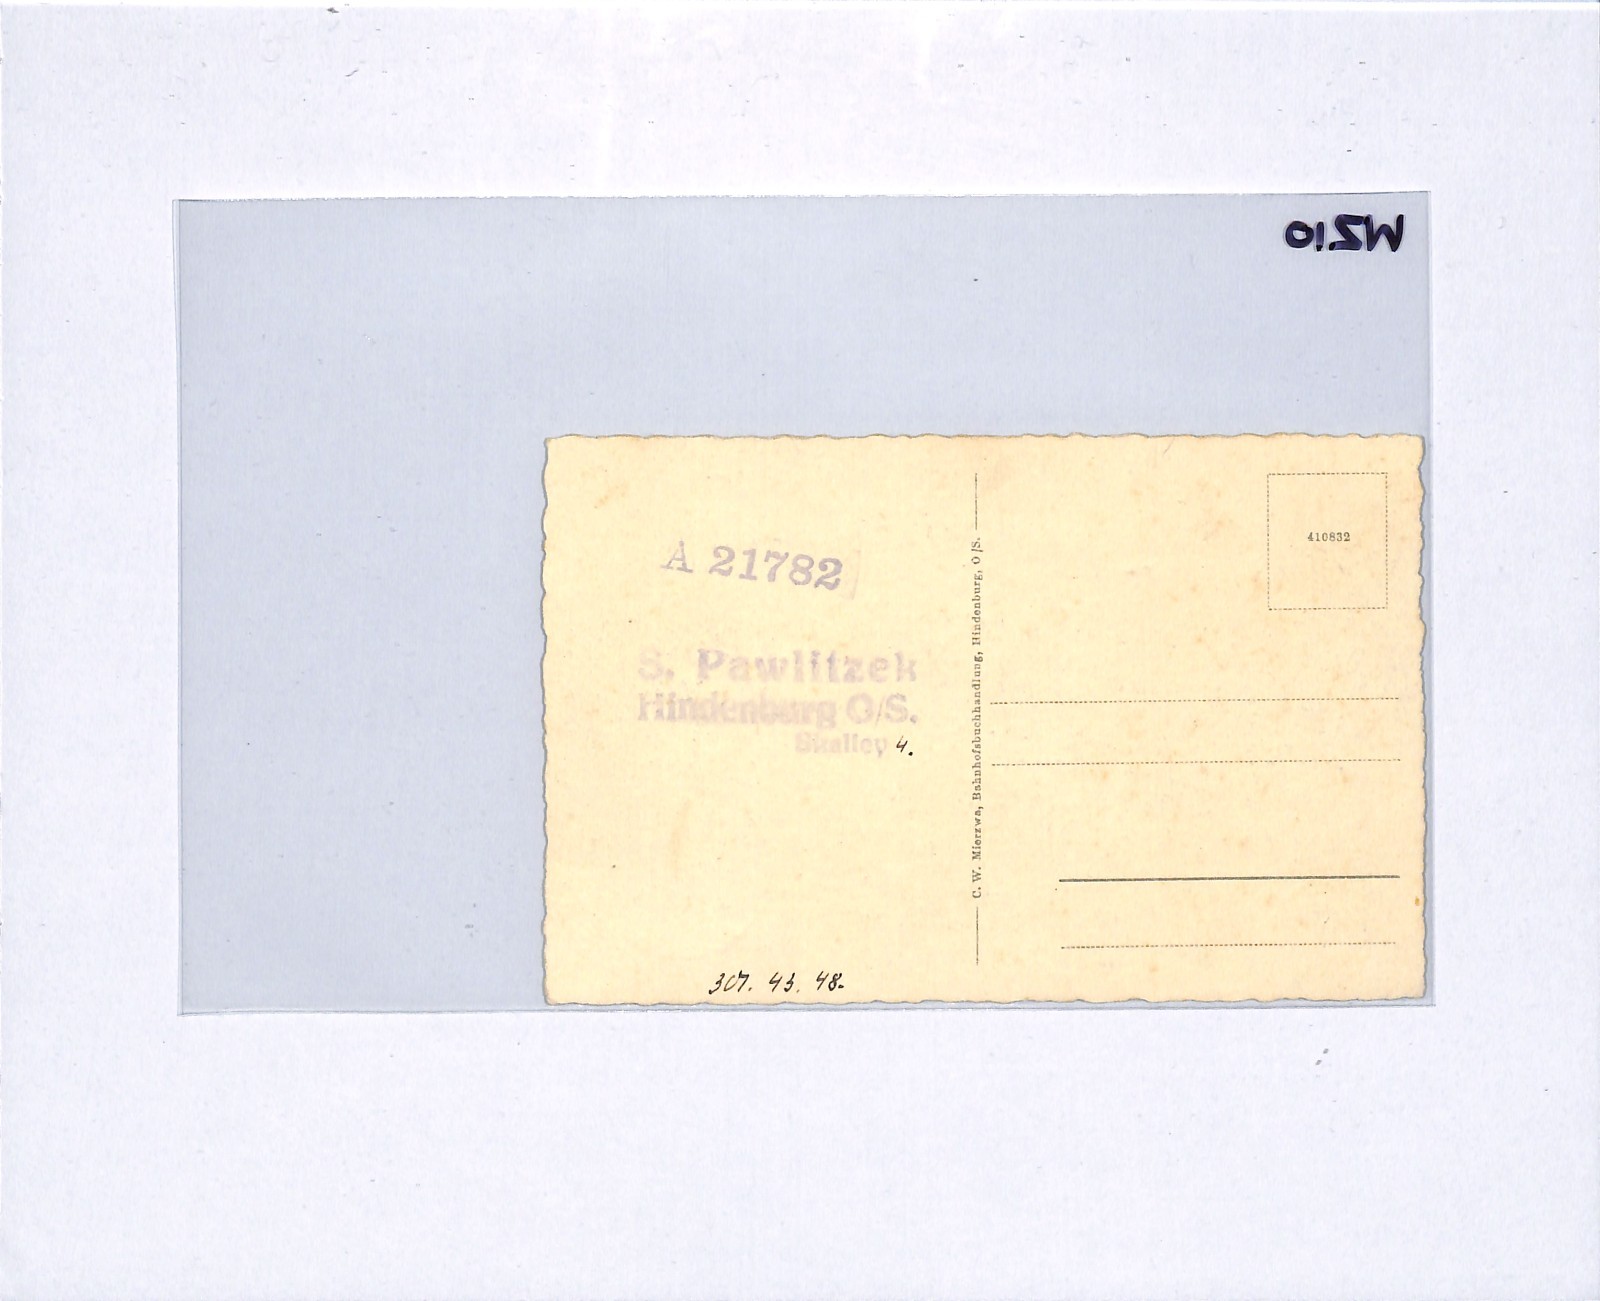 WZ10
410832
A 21782
S. Pawlitzek
Hindenburg O/S.
4.
C. W. Mierzwa, Bahnhofsbuchhandlung, Hindenburg, O/S.
307. 43. 48.